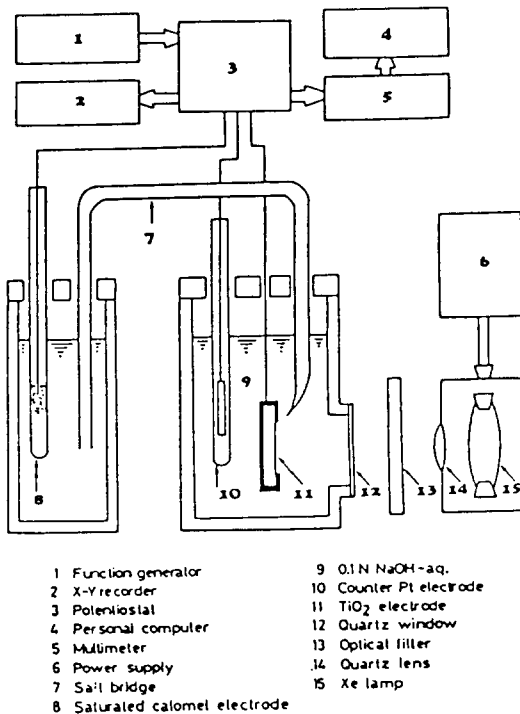 1
2
3
4
5
6
7
8
9
10
11
12
13
14
15
1 Function generator
2 X-Y recorder
3 Potentiostat
4 Personal computer
5 Multimeter
6 Power supply
7 Salt bridge
8 Saturated calomel electrode
9 0.1N NaOH-aq.
10 Counter Pt electrode
11 TiO2 electrode
12 Quartz window
13 Optical filter
14 Quartz lens
15 Xe lamp